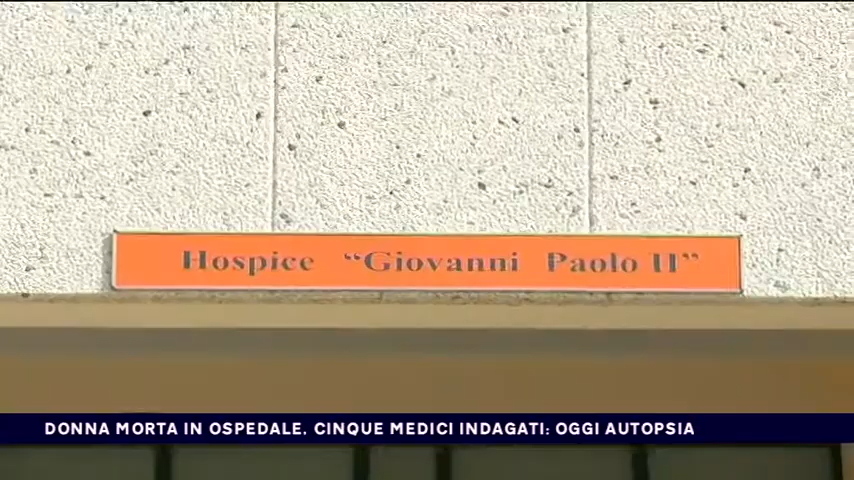 Hospice “Giovanni Paolo II”
DONNA MORTA IN OSPEDALE. CINQUE MEDICI INDAGATI: OGGI AUTOPSIA